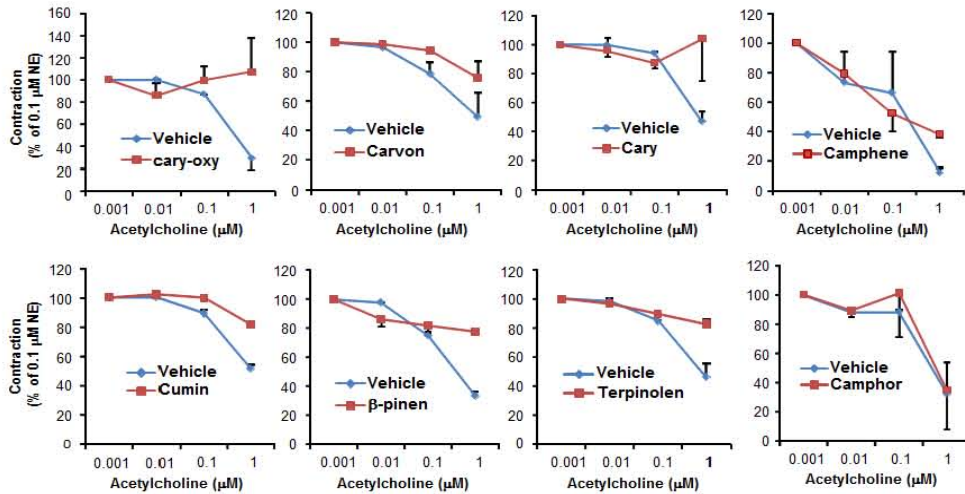 Contraction
(% of 0.1 µM NE)
160
140
120
100
80
60
40
20
0
Vehicle
cary-oxy
0.001 0.01 0.1 1
Acetylcholine (µM)
120
100
80
60
40
20
0
Vehicle
Carvon
0.001 0.01 0.1 1
Acetylcholine (µM)
120
100
80
60
40
20
0
Vehicle
Cary
0.001 0.01 0.1 1
Acetylcholine (µM)
120
100
80
60
40
20
0
Vehicle
Camphene
0.001 0.01 0.1 1
Acetylcholine (µM)
Contraction
(% of 0.1 µM NE)
120
100
80
60
40
20
0
Vehicle
Cumin
0.001 0.01 0.1 1
Acetylcholine (µM)
120
100
80
60
40
20
0
Vehicle
β-pinen
0.001 0.01 0.1 1
Acetylcholine (µM)
120
100
80
60
40
20
0
Vehicle
Terpinolen
0.001 0.01 0.1 1
Acetylcholine (µM)
120
100
80
60
40
20
0
Vehicle
Camphor
0.001 0.01 0.1 1
Acetylcholine (µM)